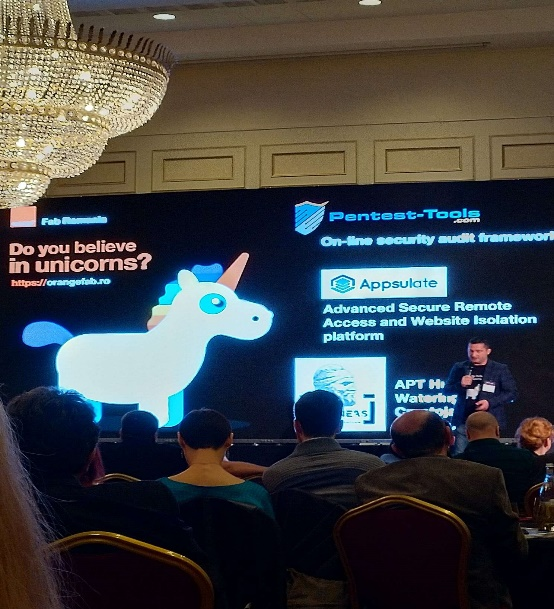 Fab Romania
Do you believe
in unicorns?
https://orangefab.ro
Pentest-Tools
.com
On-line security audit framework
Appsulate
Advanced Secure Remote
Access and Website Isolation
platform
APT